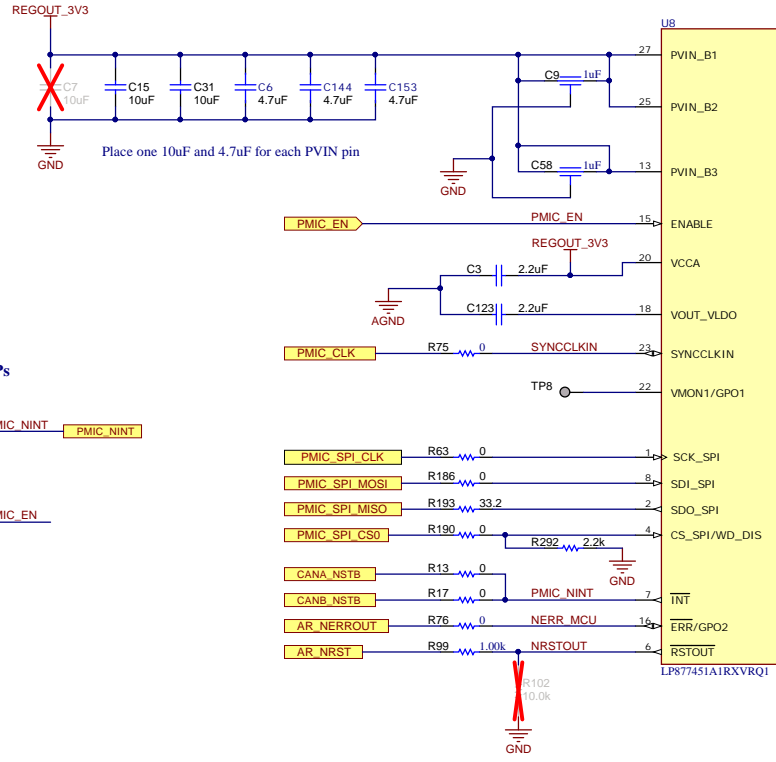 REGOUT_3V3
U8
C7
10uF
C15
10uF
C31
10uF
C6
4.7uF
C144
4.7uF
C153
4.7uF
Place one 10uF and 4.7uF for each PVIN pin
GND
C9
1uF
27
PVIN_B1
25
PVIN_B2
C58
1uF
13
PVIN_B3
GND
PMIC_EN
PMIC_EN
15
ENABLE
REGOUT_3V3
C3
2.2uF
20
VCCA
C123
2.2uF
18
VOUT_VLDO
AGND
PMIC_CLK
R75
0
SYNCCLKIN
23
SYNCCLKIN
Ps
TP8
22
VMON1/GPO1
MIC_NINT
PMIC_NINT
PMIC_SPI_CLK
R63
0
1
SCK_SPI
PMIC_SPI_MOSI
R186
0
8
SDI_SPI
PMIC_SPI_MISO
R193
33.2
2
SDO_SPI
MIC_EN
PMIC_SPI_CS0
R190
0
4
CS_SPI/WD_DIS
R292
2.2k
GND
CANA_NSTB
R13
0
CANB_NSTB
R17
0
PMIC_NINT
7
INT
AR_NERROUT
R76
0
NERR_MCU
16
ERR/GPO2
AR_NRST
R99
1.00k
NRSTOUT
6
RSTOUT
LP877451A1RXVRQ1
R102
10.0k
GND